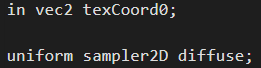 in vec2 texCoord0;
uniform sampler2D diffuse;